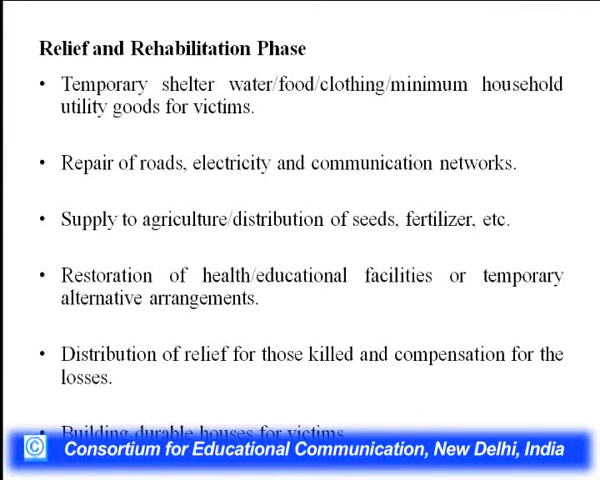 Relief and Rehabilitation Phase
• Temporary shelter water/food/clothing/minimum household
utility goods for victims.
• Repair of roads, electricity and communication networks.
• Supply to agriculture/distribution of seeds, fertilizer, etc.
• Restoration of health/educational facilities or temporary
alternative arrangements.
• Distribution of relief for those killed and compensation for the
losses.
• Building durable houses for victims
© Consortium for Educational Communication, New Delhi, India